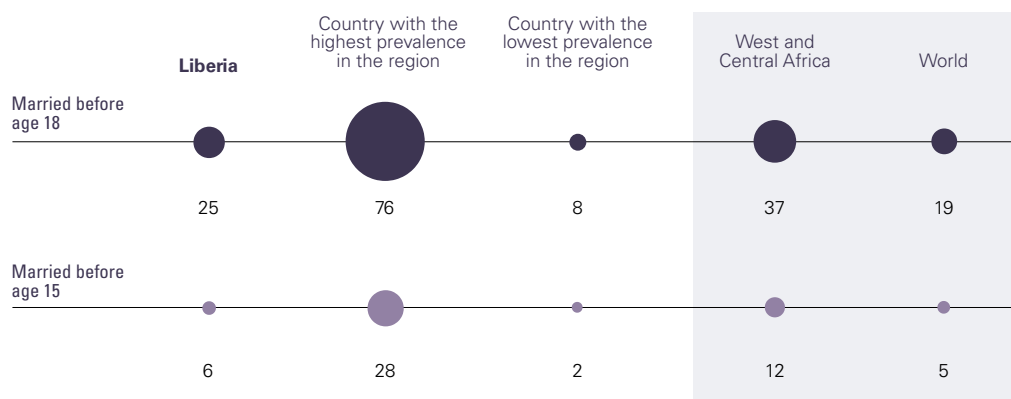 Liberia
Country with the
highest prevalence
in the region
Country with the
lowest prevalence
in the region
West and
Central Africa
World
Married before
age 18
25 76 8 37 19
Married before
age 15
6 28 2 12 5